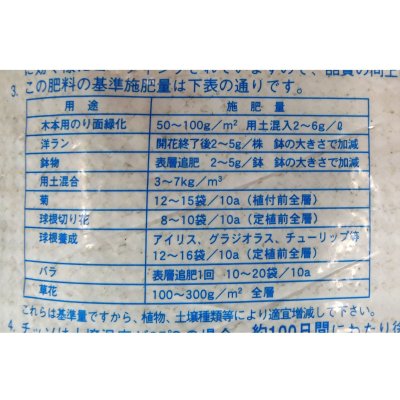 3. この肥料の基準施肥量は下表の通りです。
用途 施肥量
木本用のり面緑化 50〜100g/m² 用土混入2〜6g/ℓ
洋ラン 開花終了後2〜5g/株 鉢の大きさで加減
鉢物 表層追肥 2〜5g/鉢 鉢の大きさで加減
用土混合 3〜7kg/m³
菊 12〜15袋/10a（植付前全層）
球根切り花 8〜10袋/10a（定植前全層）
球根養成 アイリス、グラジオラス、チューリップ等
12〜16袋/10a（定植前全層）
バラ 表層追肥1回 10〜20袋/10a
草花 100〜300g/m² 全層
これらは基準量ですから、植物、土壌種類等により適宜増減して下さい。
4. 約100日間にわたり